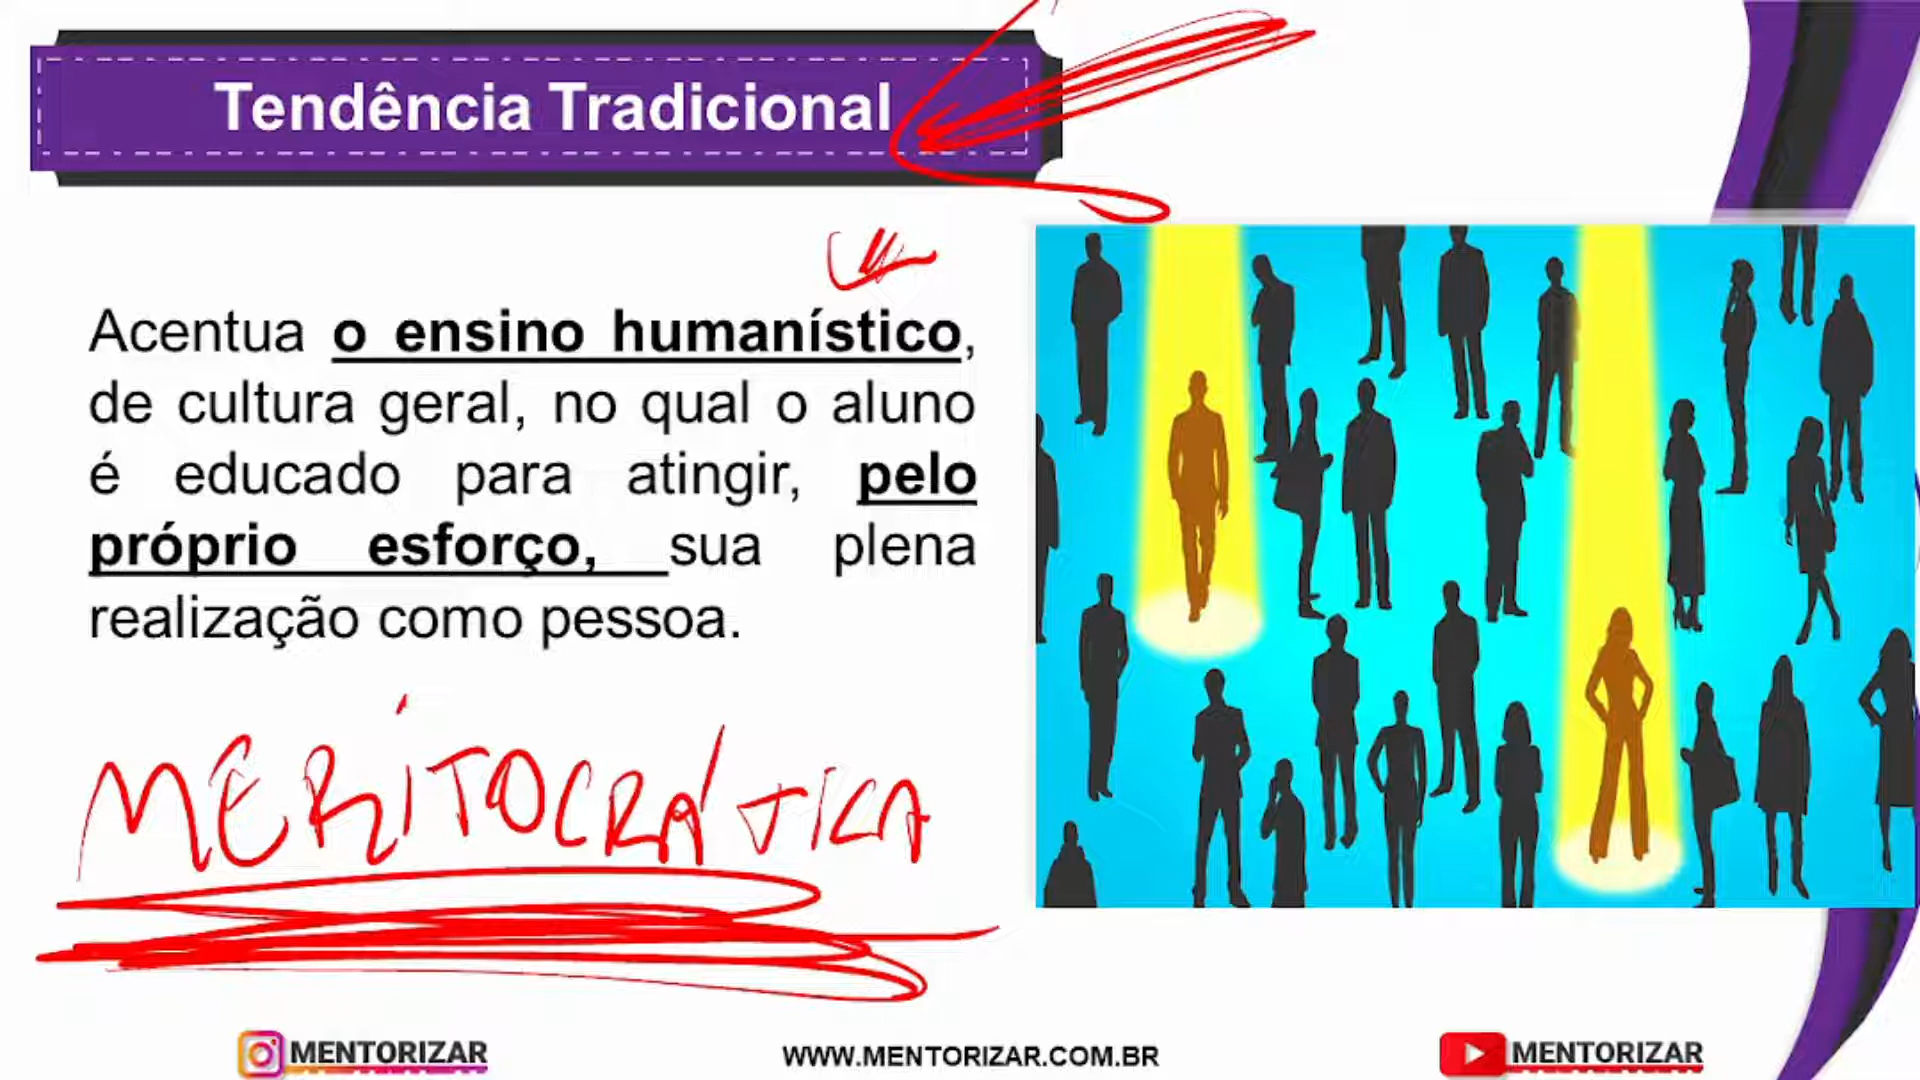 Tendência Tradicional
Acentua o ensino humanístico,
de cultura geral, no qual o aluno
é educado para atingir, pelo
próprio esforço, sua plena
realização como pessoa.
MERITOCRÁTICA
MENTORIZAR
WWW.MENTORIZAR.COM.BR
MENTORIZAR